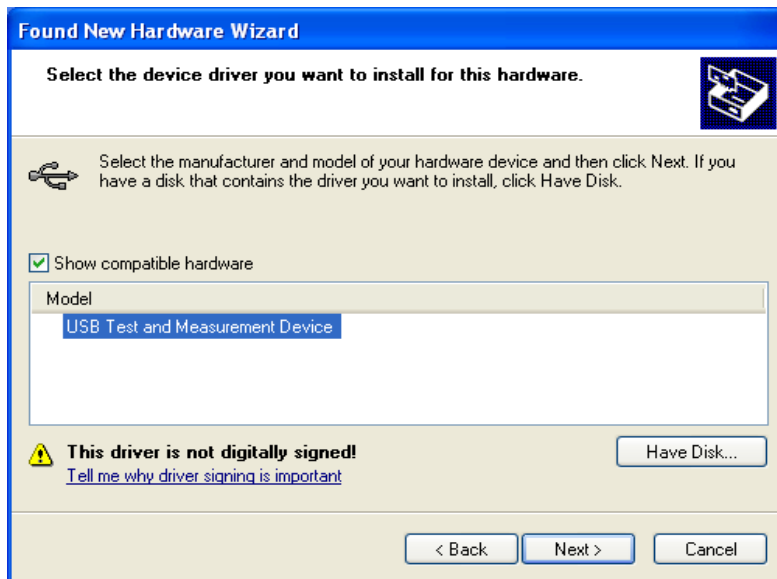 Found New Hardware Wizard
Select the device driver you want to install for this hardware.
Select the manufacturer and model of your hardware device and then click Next. If you
have a disk that contains the driver you want to install, click Have Disk.
Show compatible hardware
Model
USB Test and Measurement Device
This driver is not digitally signed!
Have Disk...
Tell me why driver signing is important
< Back
Next >
Cancel